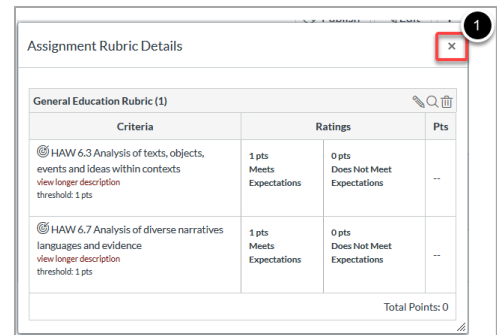 1
Assignment Rubric Details
×
General Education Rubric (1)
Criteria
Ratings
Pts
HAW 6.3 Analysis of texts, objects,
events and ideas within contexts
view longer description
threshold: 1 pts
1 pts
Meets
Expectations
0 pts
Does Not Meet
Expectations
--
HAW 6.7 Analysis of diverse narratives
languages and evidence
view longer description
threshold: 1 pts
1 pts
Meets
Expectations
0 pts
Does Not Meet
Expectations
--
Total Points: 0